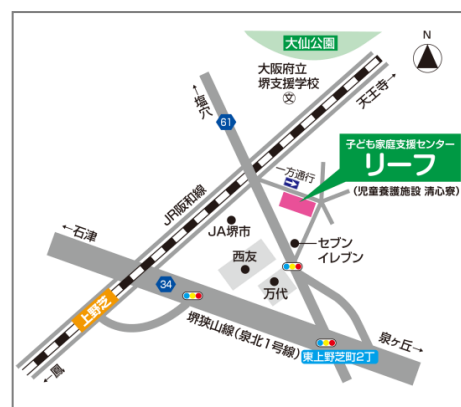 大仙公園
N
大阪府立
堺支援学校
文
天王寺→
←塩穴
61
子ども家庭支援センター
リーフ
(児童養護施設 清心寮)
一方通行
JR阪和線
←石津
JA堺市
セブン
イレブン
西友
34
万代
上野芝
堺狭山線(泉北1号線)
泉ヶ丘→
東上野芝町2丁
←鳳